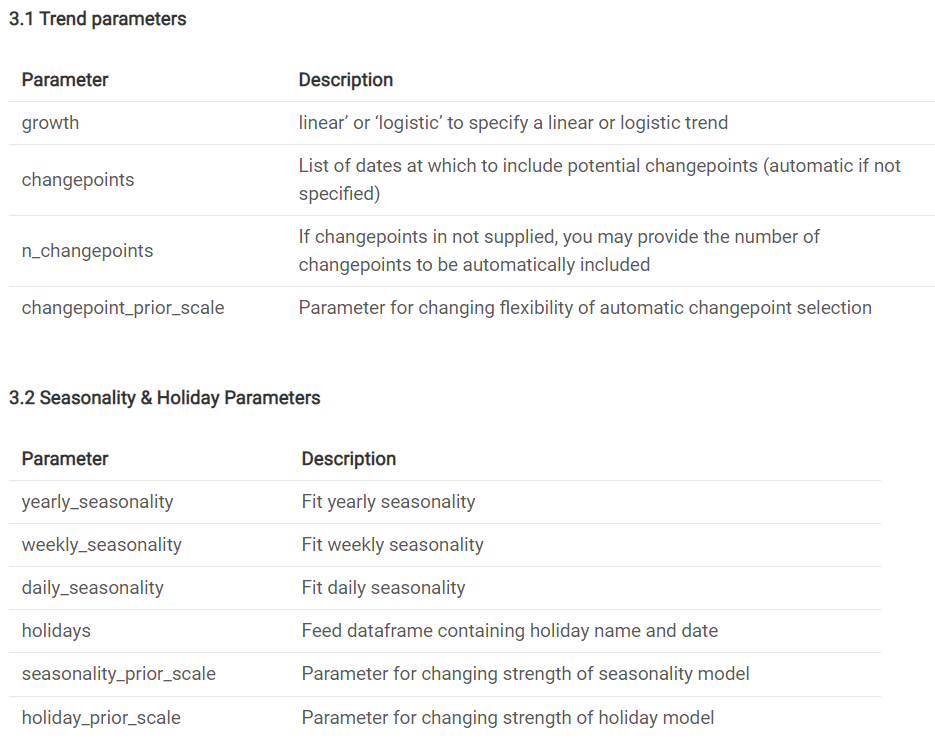 3.1 Trend parameters
Parameter Description
growth linear’ or ‘logistic’ to specify a linear or logistic trend
changepoints List of dates at which to include potential changepoints (automatic if not
specified)
n_changepoints If changepoints in not supplied, you may provide the number of
changepoints to be automatically included
changepoint_prior_scale Parameter for changing flexibility of automatic changepoint selection
3.2 Seasonality & Holiday Parameters
Parameter Description
yearly_seasonality Fit yearly seasonality
weekly_seasonality Fit weekly seasonality
daily_seasonality Fit daily seasonality
holidays Feed dataframe containing holiday name and date
seasonality_prior_scale Parameter for changing strength of seasonality model
holiday_prior_scale Parameter for changing strength of holiday model